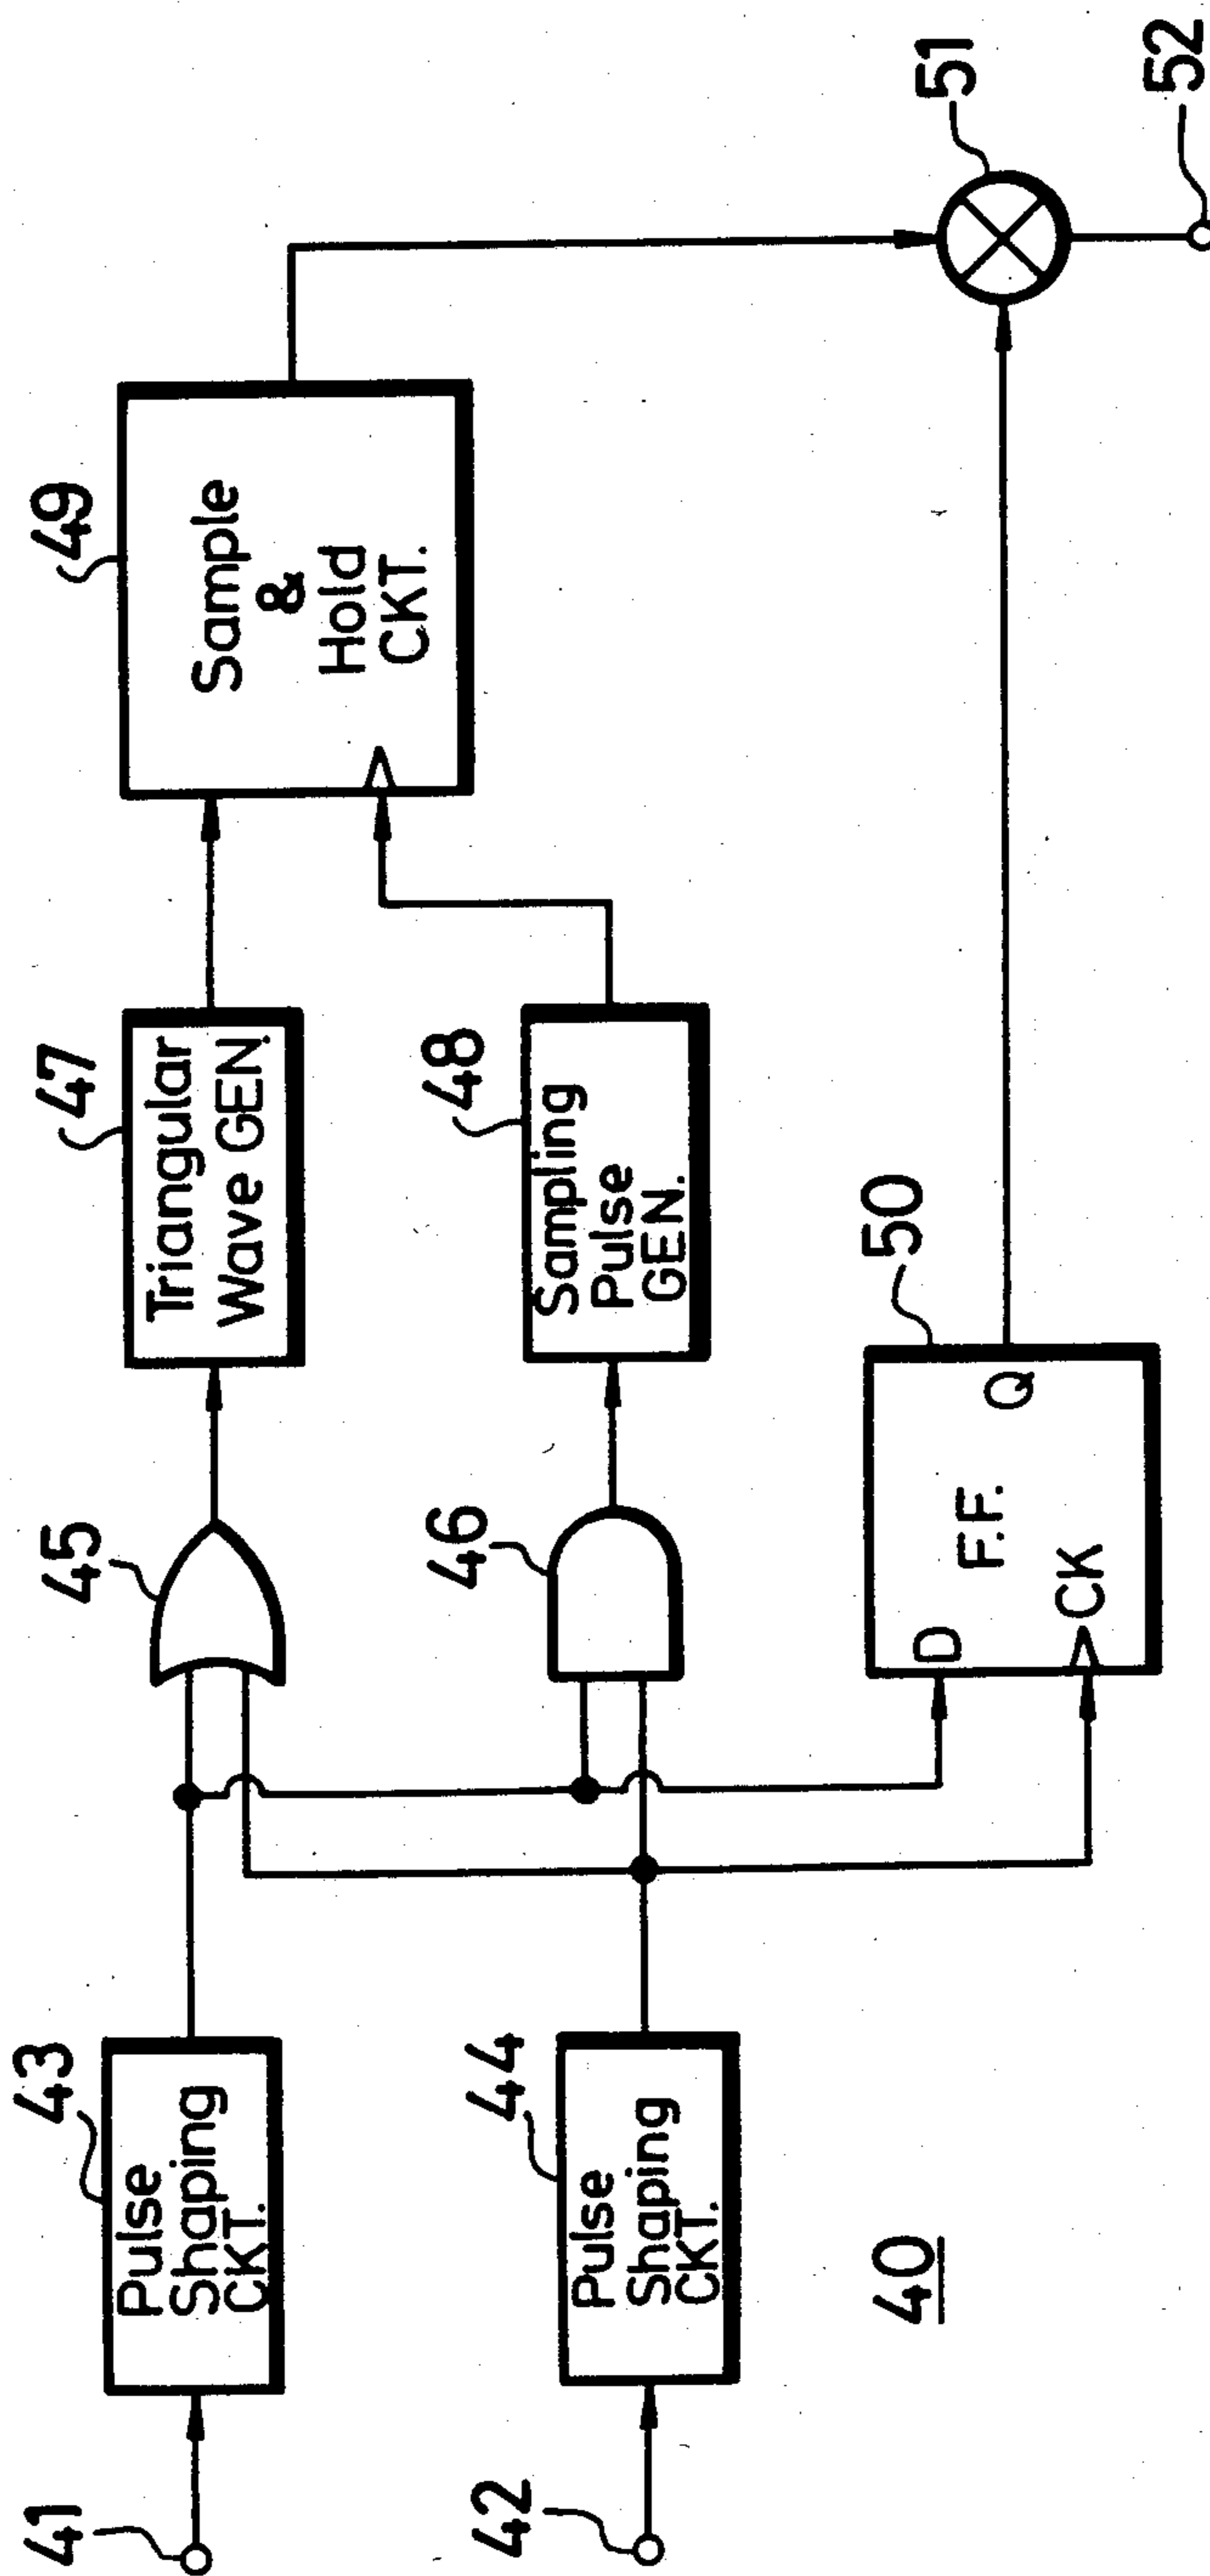 41
43
Pulse
Shaping
CKT.
45
47
Triangular
Wave GEN.
49
Sample
&
Hold
CKT.
42
44
Pulse
Shaping
CKT.
46
48
Sampling
Pulse
GEN.
40
50
D
F.F.
CK
Q
51
52